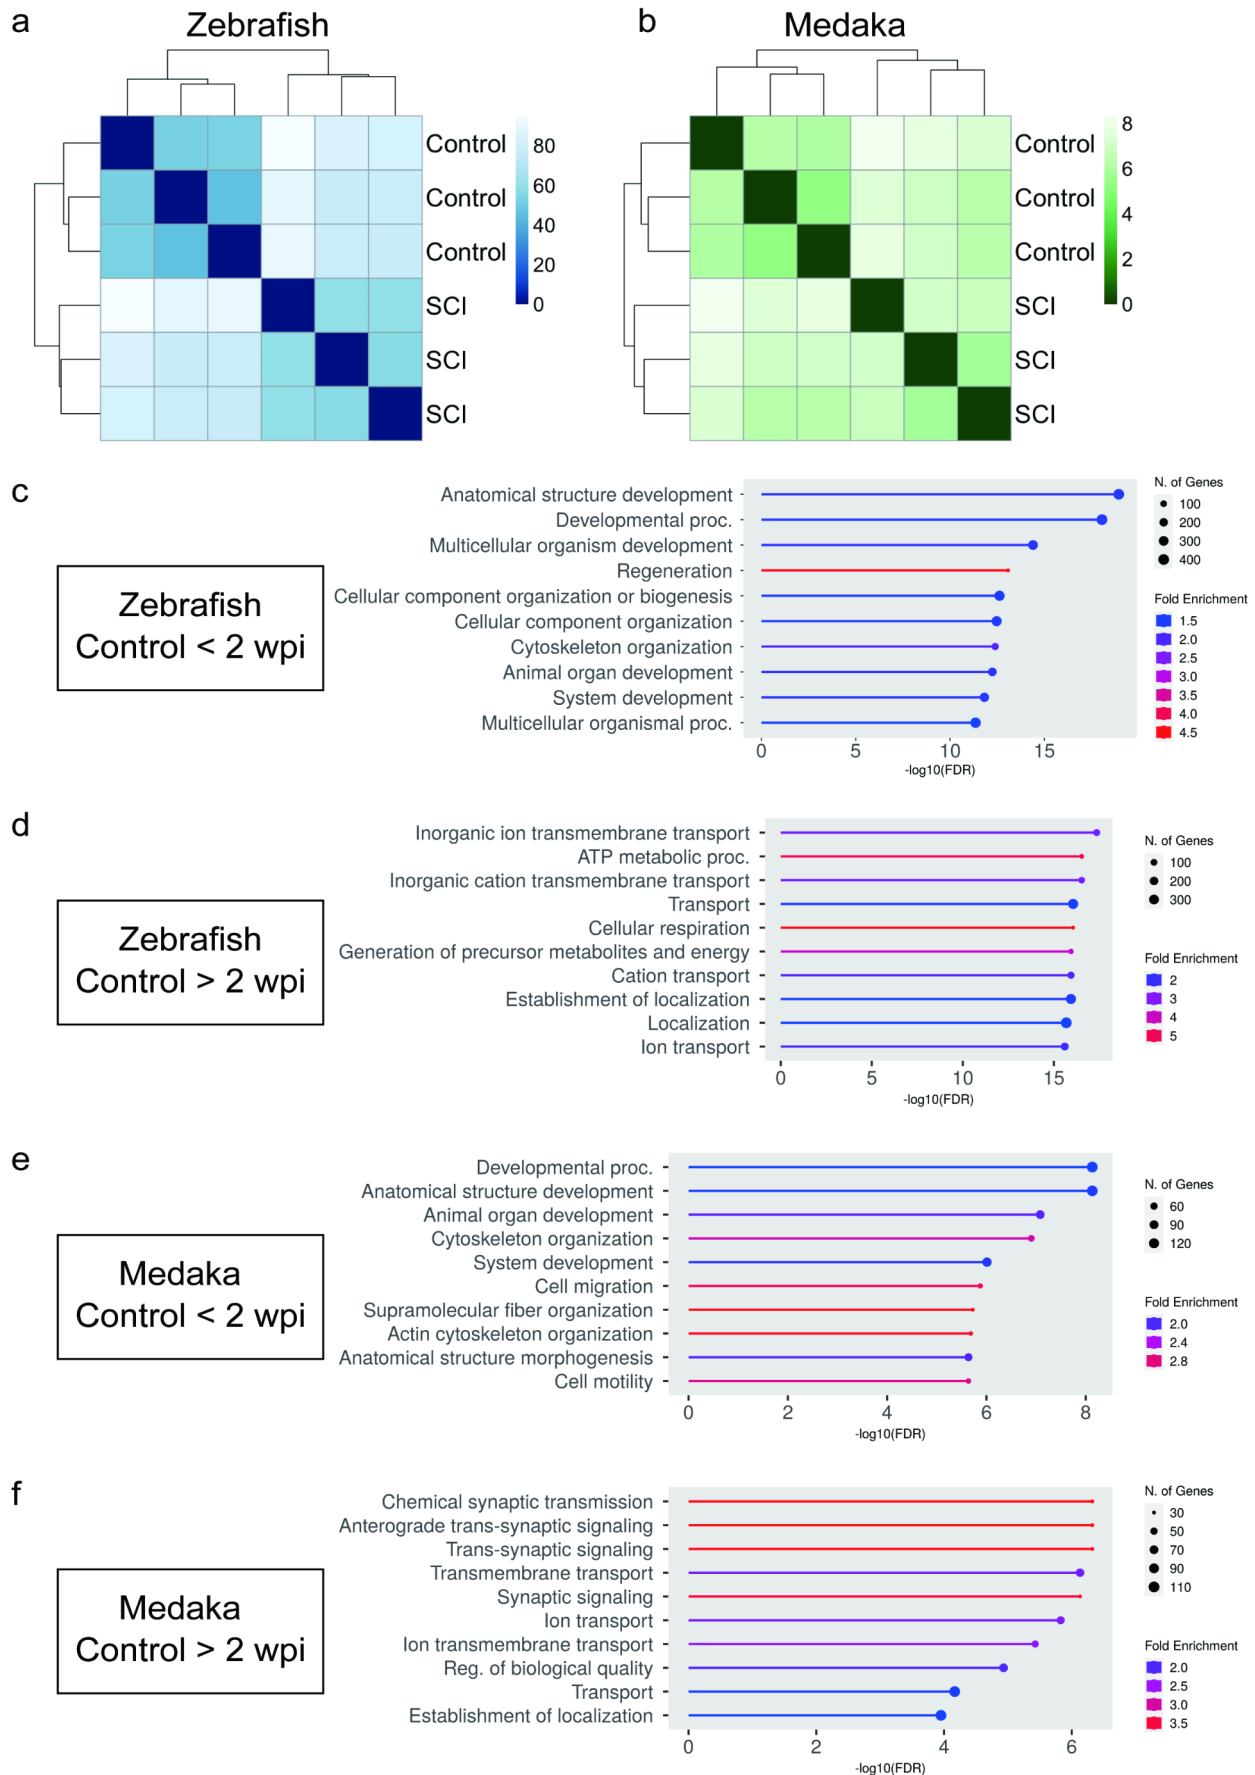 a
Zebrafish
Control
Control
Control
SCI
SCI
SCI
80
60
40
20
0
b
Medaka
Control
Control
Control
SCI
SCI
SCI
8
6
4
2
0
c
Zebrafish
Control < 2 wpi
Anatomical structure development
Developmental proc.
Multicellular organism development
Regeneration
Cellular component organization or biogenesis
Cellular component organization
Cytoskeleton organization
Animal organ development
System development
Multicellular organismal proc.
0 5 10 15
-log10(FDR)
N. of Genes
100
200
300
400
Fold Enrichment
1.5
2.0
2.5
3.0
3.5
4.0
4.5
d
Zebrafish
Control > 2 wpi
Inorganic ion transmembrane transport
ATP metabolic proc.
Inorganic cation transmembrane transport
Transport
Cellular respiration
Generation of precursor metabolites and energy
Cation transport
Establishment of localization
Localization
Ion transport
0 5 10 15
-log10(FDR)
N. of Genes
100
200
300
Fold Enrichment
2
3
4
5
e
Medaka
Control < 2 wpi
Developmental proc.
Anatomical structure development
Animal organ development
Cytoskeleton organization
System development
Cell migration
Supramolecular fiber organization
Actin cytoskeleton organization
Anatomical structure morphogenesis
Cell motility
0 2 4 6 8
-log10(FDR)
N. of Genes
60
90
120
Fold Enrichment
2.0
2.4
2.8
f
Medaka
Control > 2 wpi
Chemical synaptic transmission
Anterograde trans-synaptic signaling
Trans-synaptic signaling
Transmembrane transport
Synaptic signaling
Ion transport
Ion transmembrane transport
Reg. of biological quality
Transport
Establishment of localization
0 2 4 6
-log10(FDR)
N. of Genes
30
50
70
90
110
Fold Enrichment
2.0
2.5
3.0
3.5